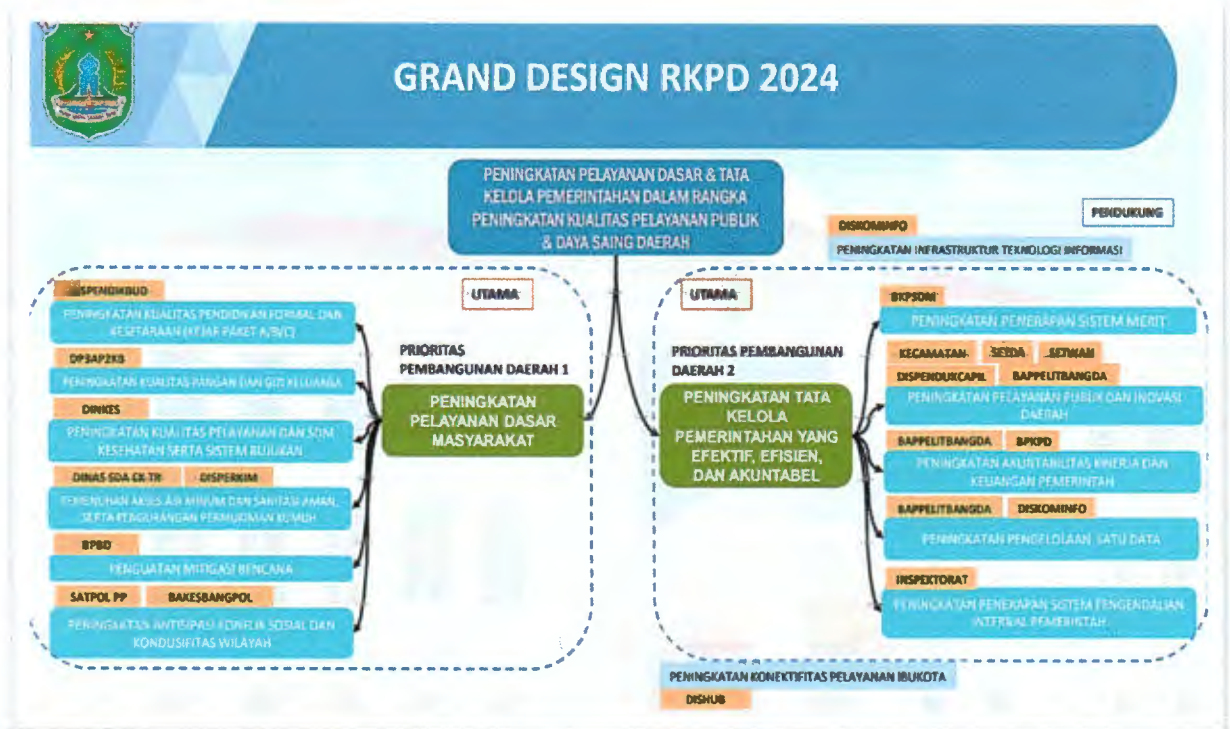 GRAND DESIGN RKPD 2024
PENINGKATAN PELAYANAN DASAR & TATA
KELOLA PEMERINTAHAN DALAM RANGKA
PENINGKATAN KUALITAS PELAYANAN PUBLIK
& DAYA SAING DAERAH
PENDUKUNG
DISKOMINFO
PENINGKATAN INFRASTRUKTUR TEKNOLOGI INFORMASI
UTAMA
DISPENDIKBUD
PENINGKATAN KUALITAS PENDIDIKAN FORMAL DAN
KESETARAAN (KEJAR PAKET A/B/C)
DP3AP2KB
PENINGKATAN KUALITAS PANGAN DAN GIZI KELUARGA
DINKES
PENINGKATAN KUALITAS PELAYANAN DAN SDM
KESEHATAN SERTA SISTEM RUJUKAN
DINAS SDA CK TR DISPERKIM
PEMENUHAN AKSES AIR MINUM DAN SANITASI AMAN,
SERTA PENGURANGAN PERMUKIMAN KUMUH
BPBD
PENGUATAN MITIGASI BENCANA
SATPOL PP BAKESBANGPOL
PENINGKATAN ANTISIPASI KONFLIK SOSIAL DAN
KONDUSIFITAS WILAYAH
PRIORITAS
PEMBANGUNAN DAERAH 1
PENINGKATAN
PELAYANAN DASAR
MASYARAKAT
UTAMA
PRIORITAS PEMBANGUNAN
DAERAH 2
PENINGKATAN TATA
KELOLA
PEMERINTAHAN YANG
EFEKTIF, EFISIEN,
DAN AKUNTABEL
BKPSDM
PENINGKATAN PENERAPAN SISTEM MERIT
KECAMATAN SETDA SETWAN
DISPENDUKCAPIL BAPPELITBANGDA
PENINGKATAN PELAYANAN PUBLIK DAN INOVASI
DAERAH
BAPPELITBANGDA BPKPD
PENINGKATAN AKUNTABILITAS KINERJA DAN
KEUANGAN PEMERINTAH
BAPPELITBANGDA DISKOMINFO
PENINGKATAN PENGELOLAAN SATU DATA
INSPEKTORAT
PENINGKATAN PENERAPAN SISTEM PENGENDALIAN
INTERNAL PEMERINTAH
PENINGKATAN KONEKTIFITAS PELAYANAN IBUKOTA
DISHUB